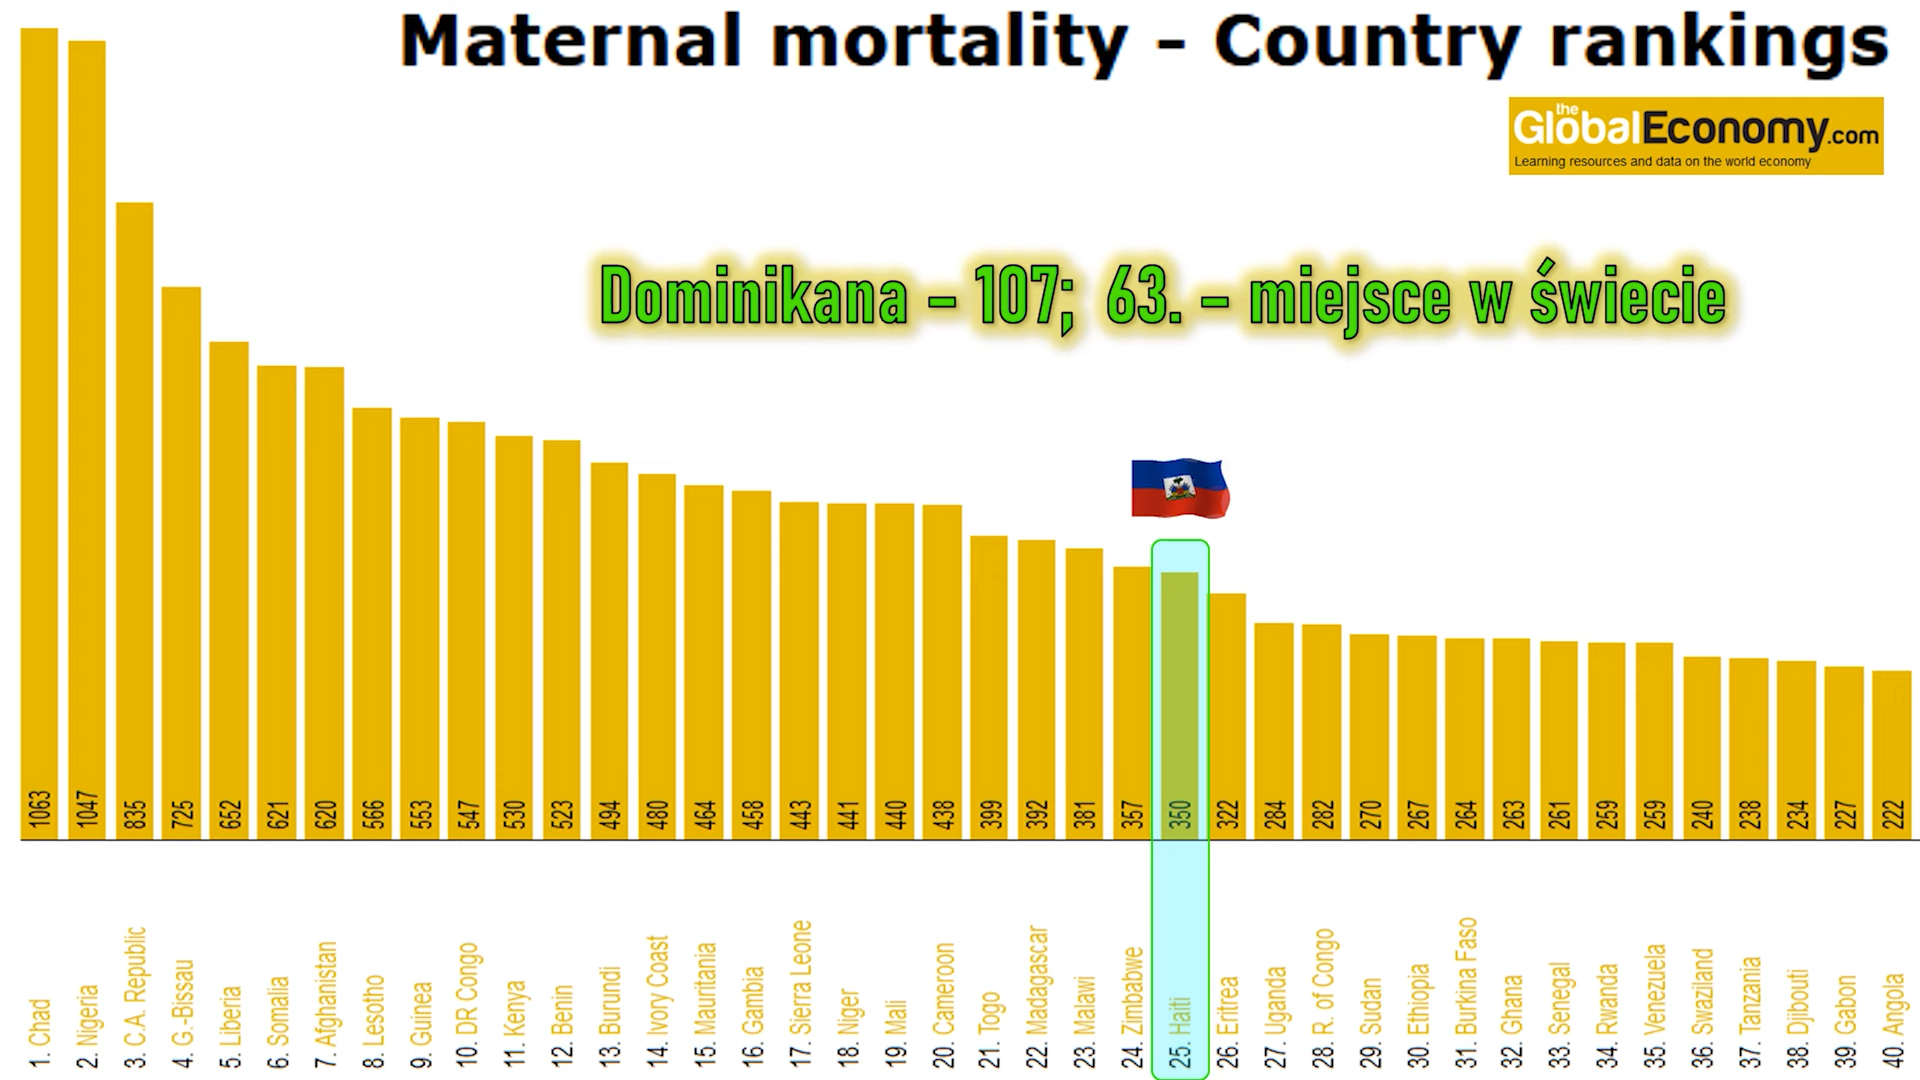 Maternal mortality - Country rankings
the
GlobalEconomy.com
Learning resources and data on the world economy
Dominikana – 107; 63. – miejsce w świecie
1063
1047
835
725
652
621
620
566
553
547
530
523
494
480
464
458
443
441
440
438
399
392
381
357
350
322
284
282
270
267
264
263
261
259
259
240
238
234
227
222
1. Chad
2. Nigeria
3. C.A. Republic
4. G.-Bissau
5. Liberia
6. Somalia
7. Afghanistan
8. Lesotho
9. Guinea
10. DR Congo
11. Kenya
12. Benin
13. Burundi
14. Ivory Coast
15. Mauritania
16. Gambia
17. Sierra Leone
18. Niger
19. Mali
20. Cameroon
21. Togo
22. Madagascar
23. Malawi
24. Zimbabwe
25. Haiti
26. Eritrea
27. Uganda
28. R. of Congo
29. Sudan
30. Ethiopia
31. Burkina Faso
32. Ghana
33. Senegal
34. Rwanda
35. Venezuela
36. Swaziland
37. Tanzania
38. Djibouti
39. Gabon
40. Angola